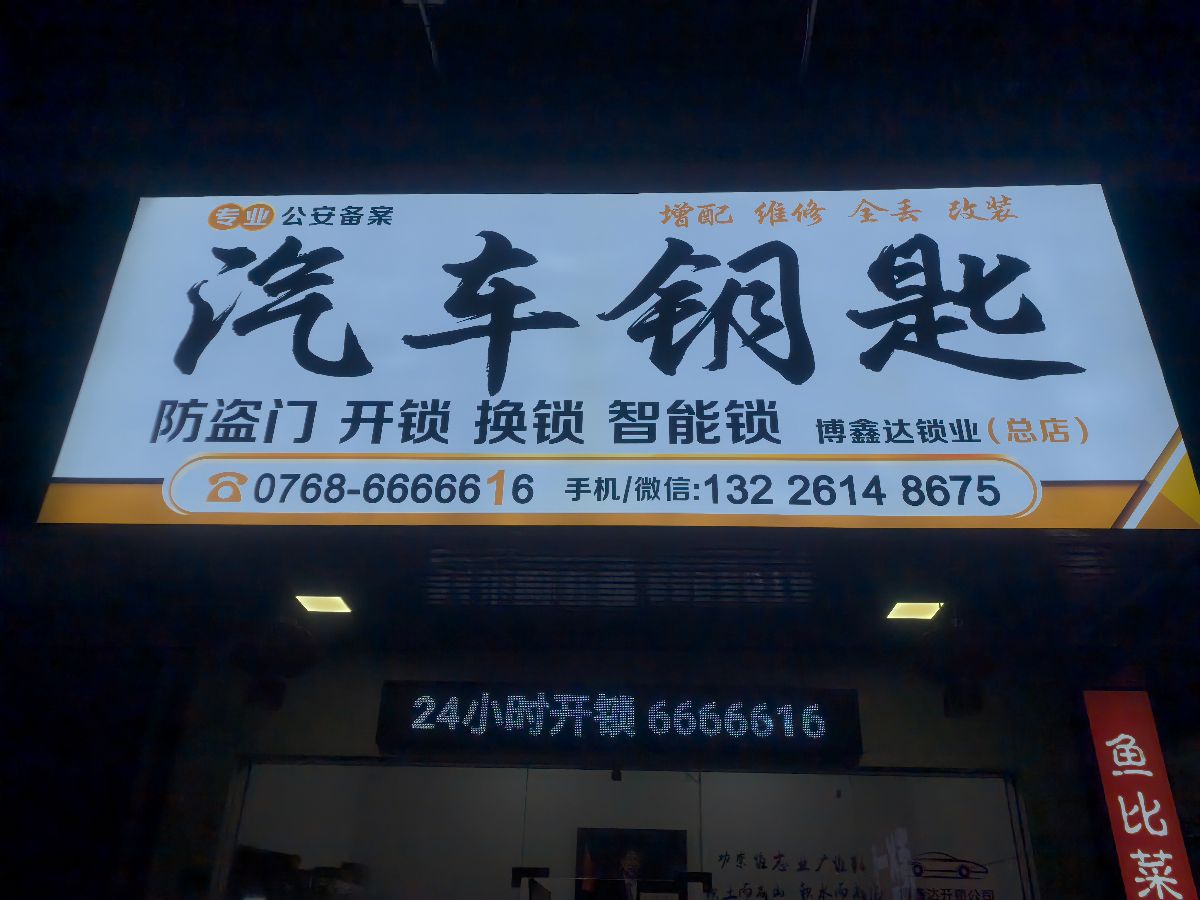 专业 公安备案
增配 维修 全丢 改装
汽车钥匙
防盗门 开锁 换锁 智能锁 博鑫达锁业(总店)
☎0768-6666616 手机/微信:132 2614 8675
24小时开锁 6666616
鱼比菜